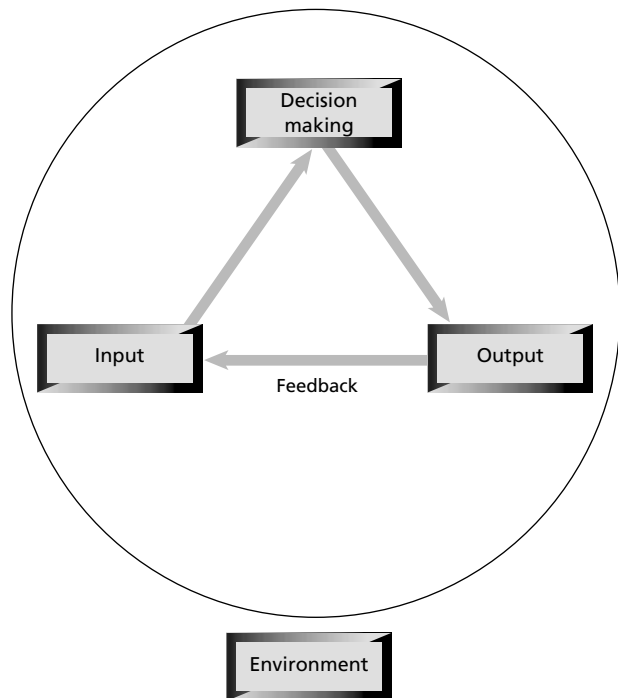 Decision
making
Input
Output
Feedback
Environment